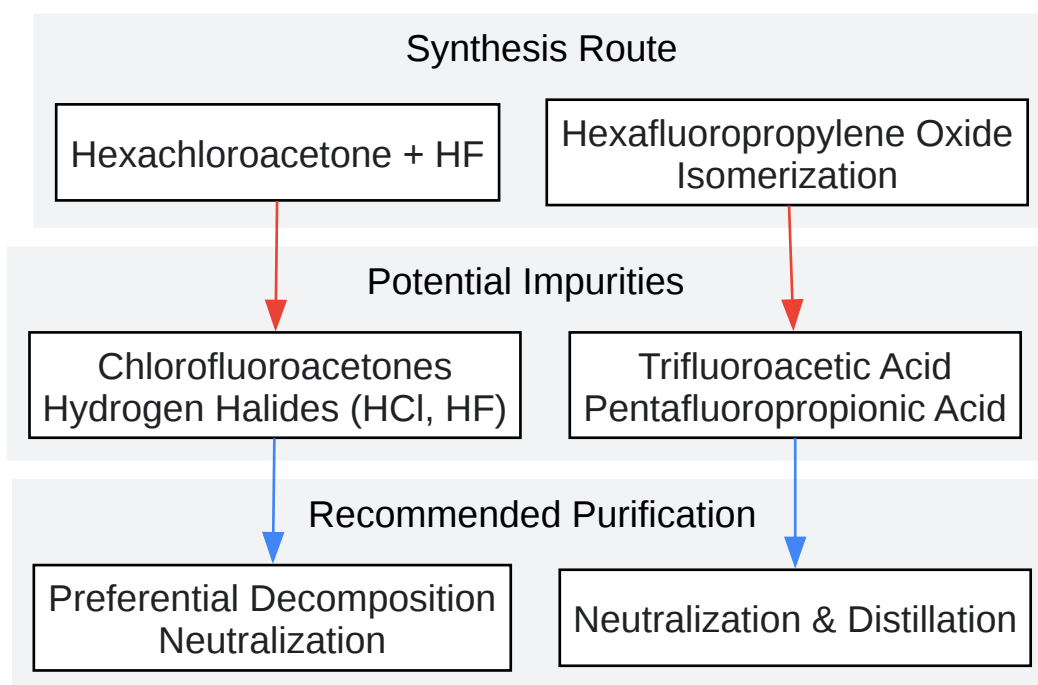 Synthesis Route
Hexachloroacetone + HF
Hexafluoropropylene Oxide
Isomerization
Potential Impurities
Chlorofluoroacetones
Hydrogen Halides (HCl, HF)
Trifluoroacetic Acid
Pentafluoropropionic Acid
Recommended Purification
Preferential Decomposition
Neutralization
Neutralization & Distillation